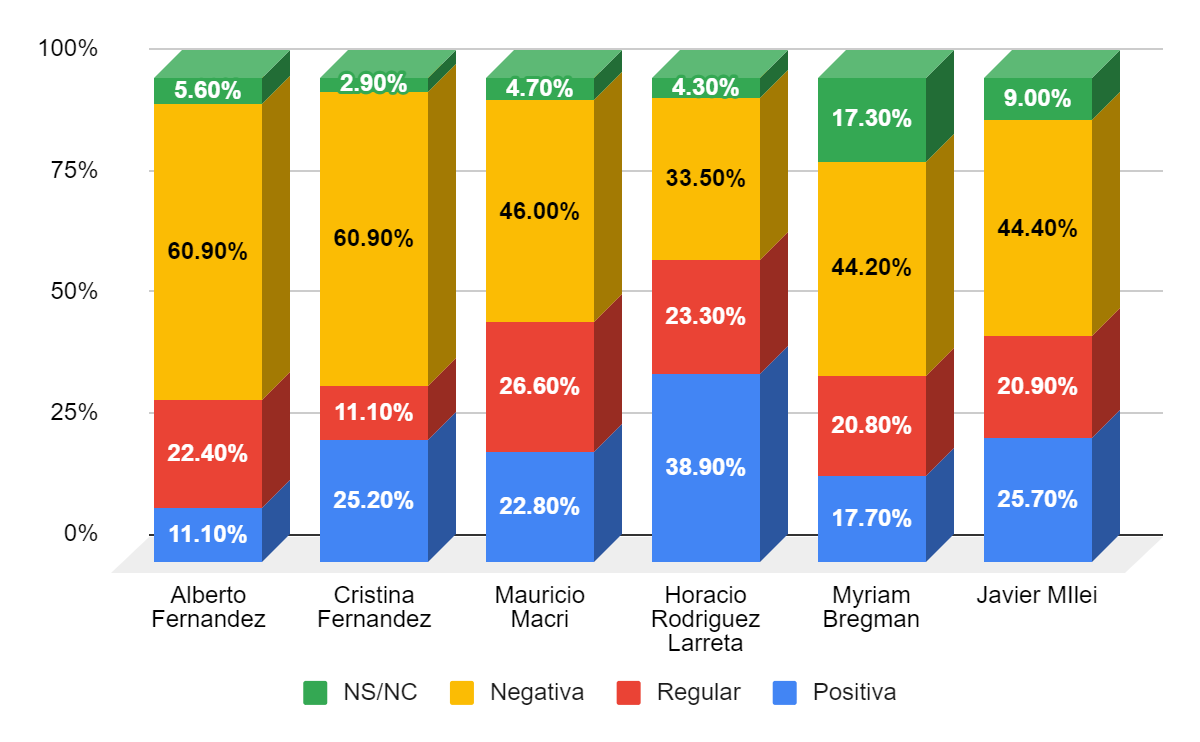 100%
75%
50%
25%
0%
5.60%
60.90%
22.40%
11.10%
2.90%
60.90%
11.10%
25.20%
4.70%
46.00%
26.60%
22.80%
4.30%
33.50%
23.30%
38.90%
17.30%
44.20%
20.80%
17.70%
9.00%
44.40%
20.90%
25.70%
Alberto
Fernandez
Cristina
Fernandez
Mauricio
Macri
Horacio
Rodriguez
Larreta
Myriam
Bregman
Javier MIlei
NS/NC
Negativa
Regular
Positiva